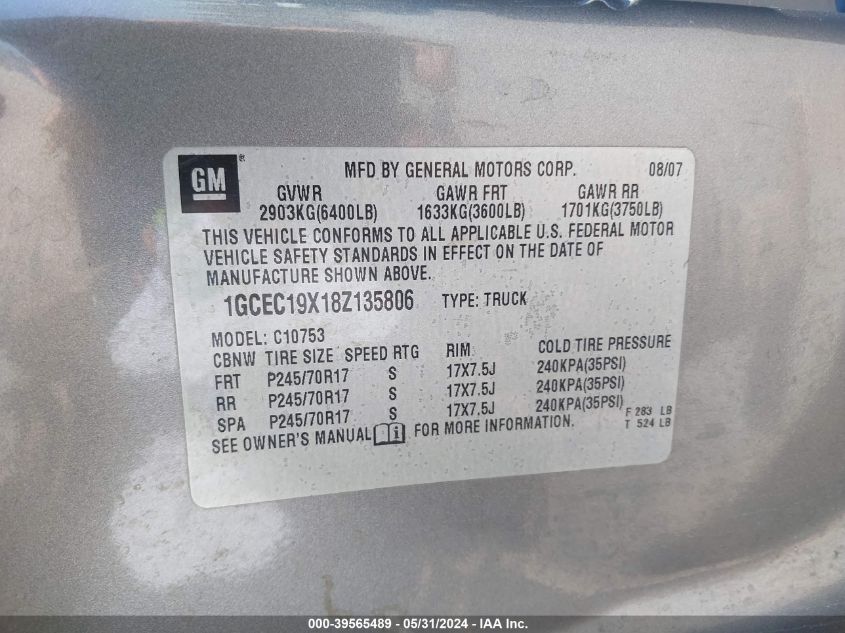 GM ® MFD BY GENERAL MOTORS CORP. 08/07
GVWR GAWR FRT GAWR RR
2903KG(6400LB) 1633KG(3600LB) 1701KG(3750LB)
THIS VEHICLE CONFORMS TO ALL APPLICABLE U.S. FEDERAL MOTOR
VEHICLE SAFETY STANDARDS IN EFFECT ON THE DATE OF
MANUFACTURE SHOWN ABOVE.
1GCEC19X18Z135806 TYPE: TRUCK
MODEL: C10753
CBNW TIRE SIZE SPEED RTG RIM COLD TIRE PRESSURE
FRT P245/70R17 S 17X7.5J 240KPA(35PSI)
RR P245/70R17 S 17X7.5J 240KPA(35PSI)
SPA P245/70R17 S 17X7.5J 240KPA(35PSI) F 283 LB
SEE OWNER'S MANUAL i FOR MORE INFORMATION. T 524 LB
000-39565489 - 05/31/2024 - IAA Inc.